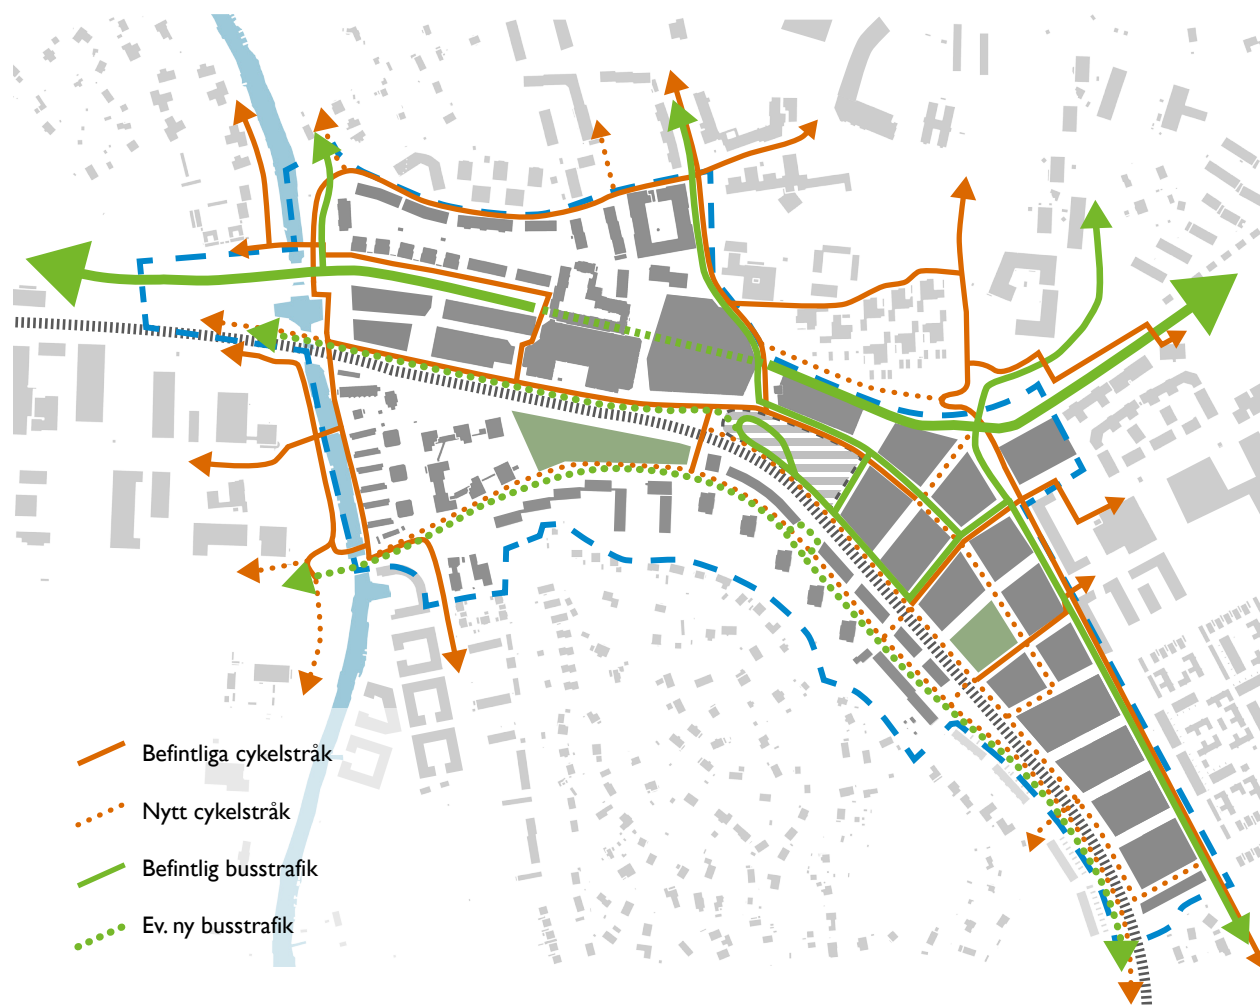 Befintliga cykelstråk
Nytt cykelstråk
Befintlig busstrafik
Ev. ny busstrafik